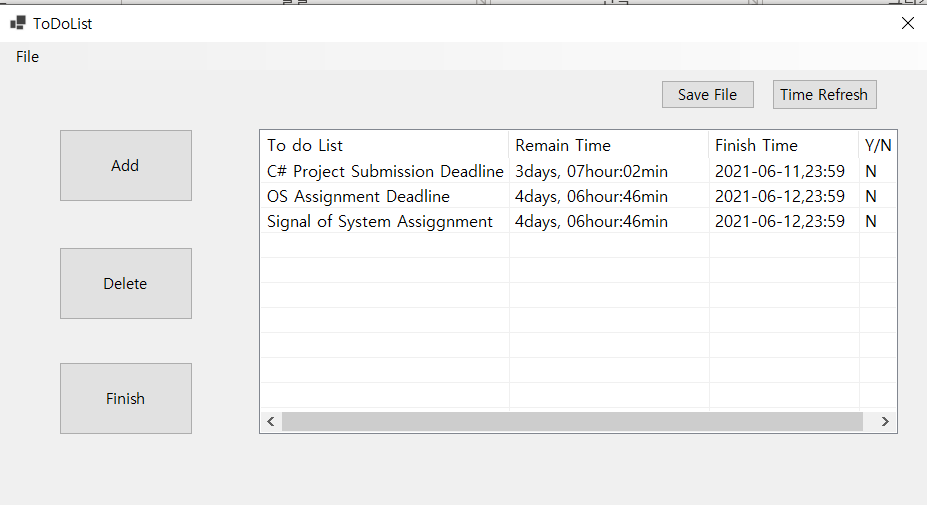 ToDoList
File
Save File
Time Refresh
Add
Delete
Finish
To do List Remain Time Finish Time Y/N
C# Project Submission Deadline 3days, 07hour:02min 2021-06-11,23:59 N
OS Assignment Deadline 4days, 06hour:46min 2021-06-12,23:59 N
Signal of System Assiggnment 4days, 06hour:46min 2021-06-12,23:59 N